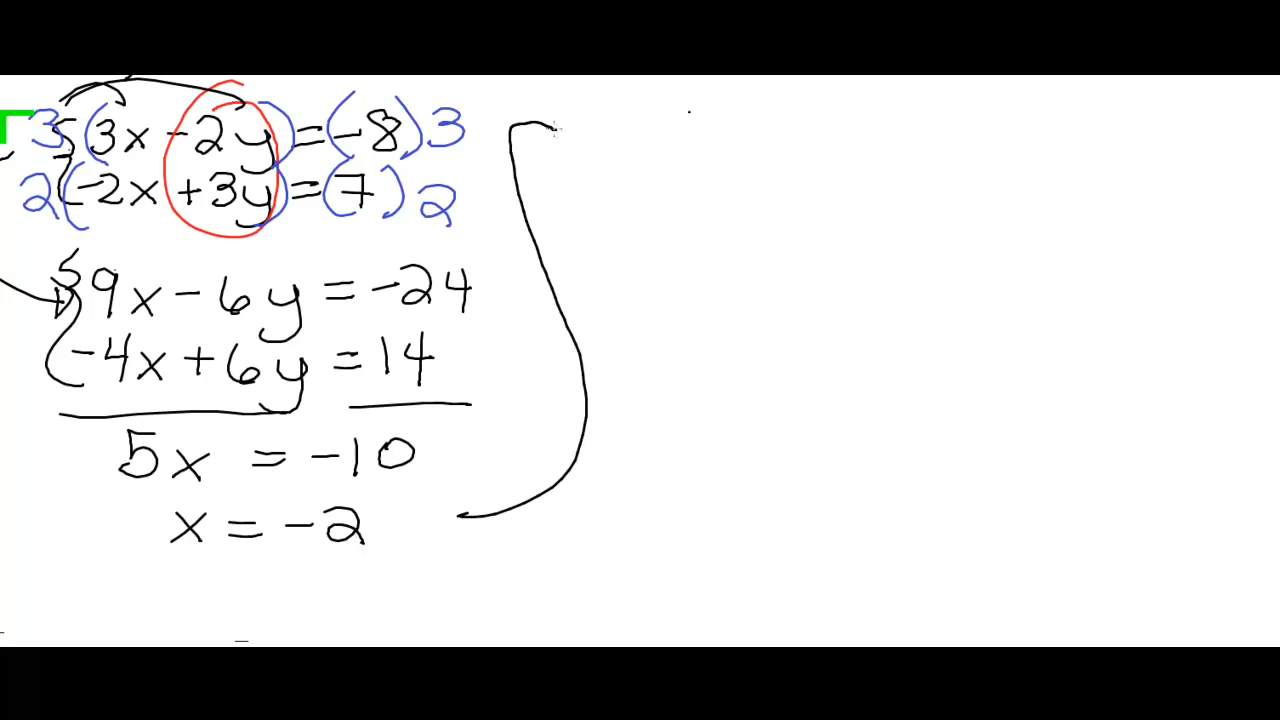 3(3x-2y)=(-8)3
2(-2x+3y)=(7)2
9x-6y=-24
-4x+6y=14
5x=-10
x=-2